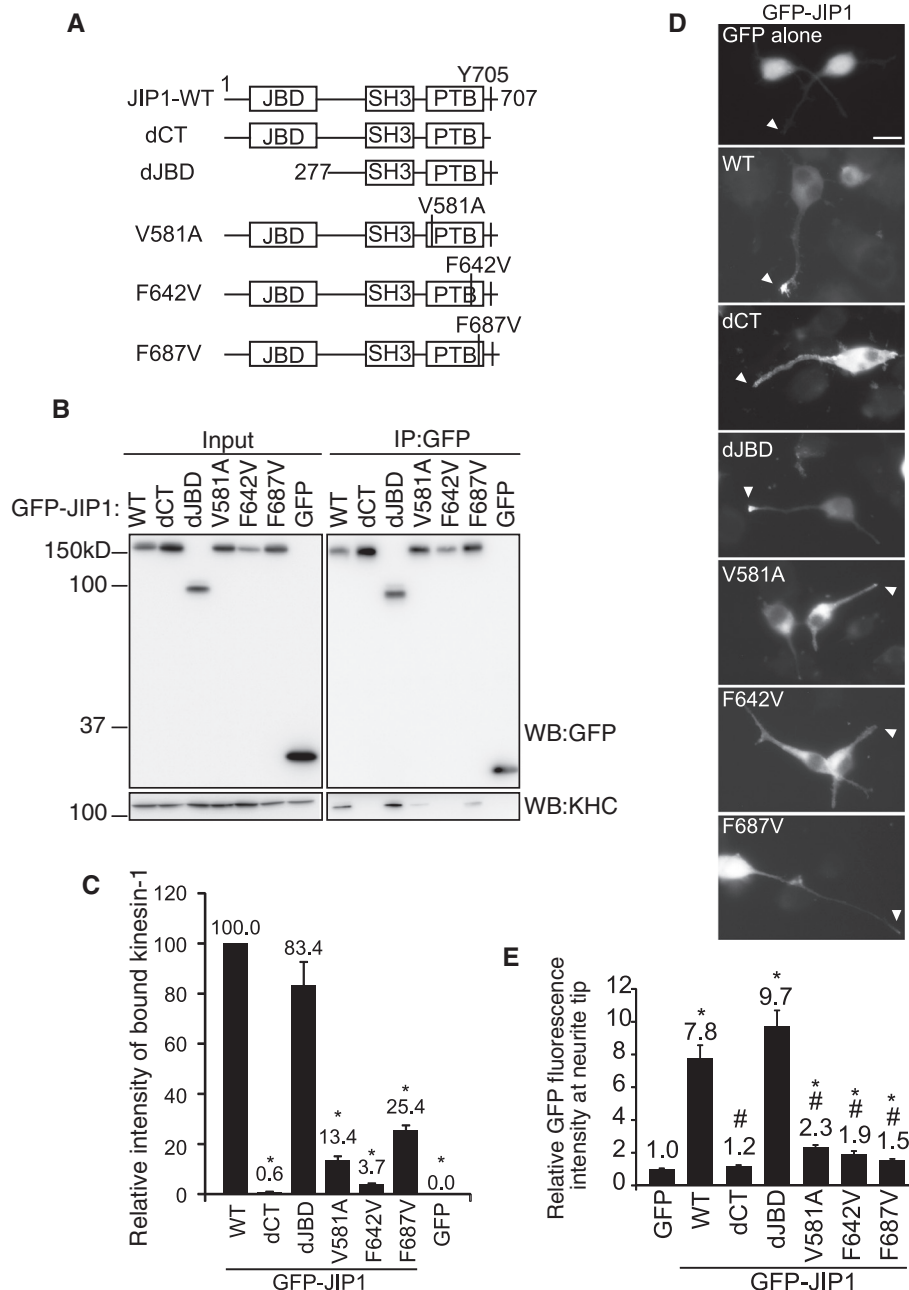 A
1
Y705
JIP1-WT
JBD
SH3
PTB
707
dCT
JBD
SH3
PTB
dJBD
277
SH3
PTB
V581A
V581A
JBD
SH3
PTB
F642V
F642V
JBD
SH3
PTB
F687V
F687V
JBD
SH3
PTB
B
Input
IP:GFP
GFP-JIP1:
WT
dCT
dJBD
V581A
F642V
F687V
GFP
WT
dCT
dJBD
V581A
F642V
F687V
GFP
150kD
100
37
WB:GFP
100
WB:KHC
C
Relative intensity of bound kinesin-1
120
100
80
60
40
20
0
100.0
*
0.6
83.4
*
13.4
*
3.7
*
25.4
*
0.0
WT
dCT
dJBD
V581A
F642V
F687V
GFP
GFP-JIP1
D
GFP-JIP1
GFP alone
WT
dCT
dJBD
V581A
F642V
F687V
E
Relative GFP fluorescence
intensity at neurite tip
12
10
8
6
4
2
0
1.0
*
7.8
#
1.2
*
9.7
*
#
2.3
*
#
1.9
*
#
1.5
GFP
WT
dCT
dJBD
V581A
F642V
F687V
GFP-JIP1